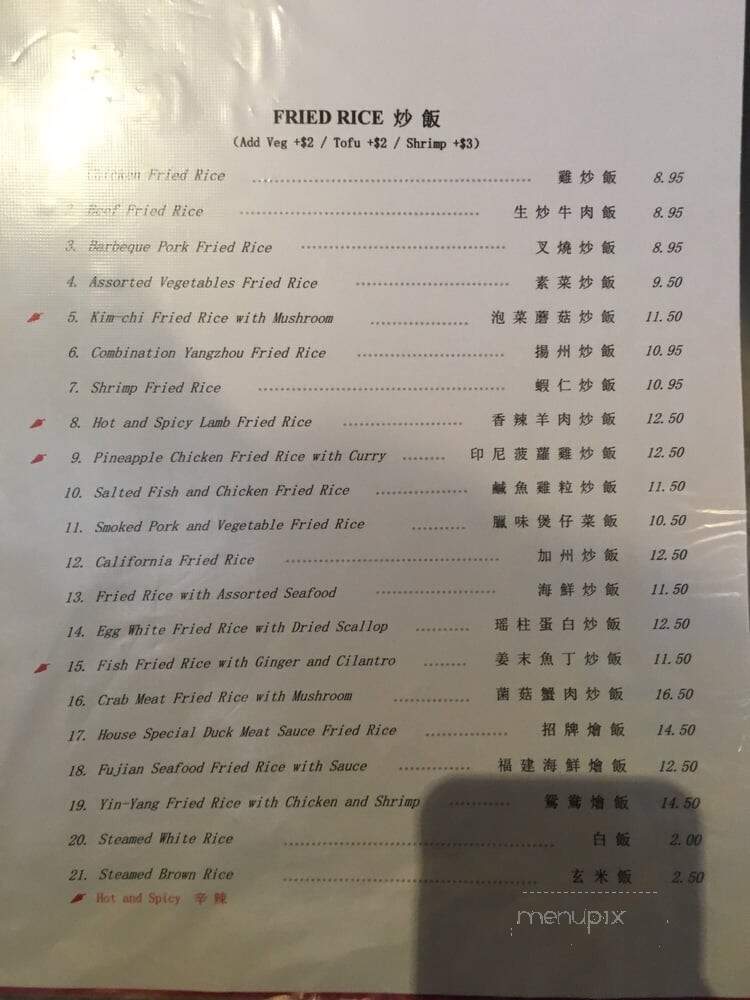 FRIED RICE 炒飯
(Add Veg +$2 / Tofu +$2 / Shrimp +$3)
Chicken Fried Rice 雞炒飯 8.95
2. Beef Fried Rice 生炒牛肉飯 8.95
3. Barbeque Pork Fried Rice 叉燒炒飯 8.95
4. Assorted Vegetables Fried Rice 素菜炒飯 9.50
5. Kim-chi Fried Rice with Mushroom 泡菜蘑菇炒飯 11.50
6. Combination Yangzhou Fried Rice 揚州炒飯 10.95
7. Shrimp Fried Rice 蝦仁炒飯 10.95
8. Hot and Spicy Lamb Fried Rice 香辣羊肉炒飯 12.50
9. Pineapple Chicken Fried Rice with Curry 印尼菠蘿雞炒飯 12.50
10. Salted Fish and Chicken Fried Rice 鹹魚雞粒炒飯 11.50
11. Smoked Pork and Vegetable Fried Rice 臘味煲仔菜飯 10.50
12. California Fried Rice 加州炒飯 12.50
13. Fried Rice with Assorted Seafood 海鮮炒飯 11.50
14. Egg White Fried Rice with Dried Scallop 瑤柱蛋白炒飯 12.50
15. Fish Fried Rice with Ginger and Cilantro 姜末魚丁炒飯 11.50
16. Crab Meat Fried Rice with Mushroom 菌菇蟹肉炒飯 16.50
17. House Special Duck Meat Sauce Fried Rice 招牌燴飯 14.50
18. Fujian Seafood Fried Rice with Sauce 福建海鮮燴飯 12.50
19. Yin-Yang Fried Rice with Chicken and Shrimp 鴛鴦燴飯 14.50
20. Steamed White Rice 白飯 2.00
21. Steamed Brown Rice 玄米飯 2.50
Hot and Spicy 辛辣
menupix